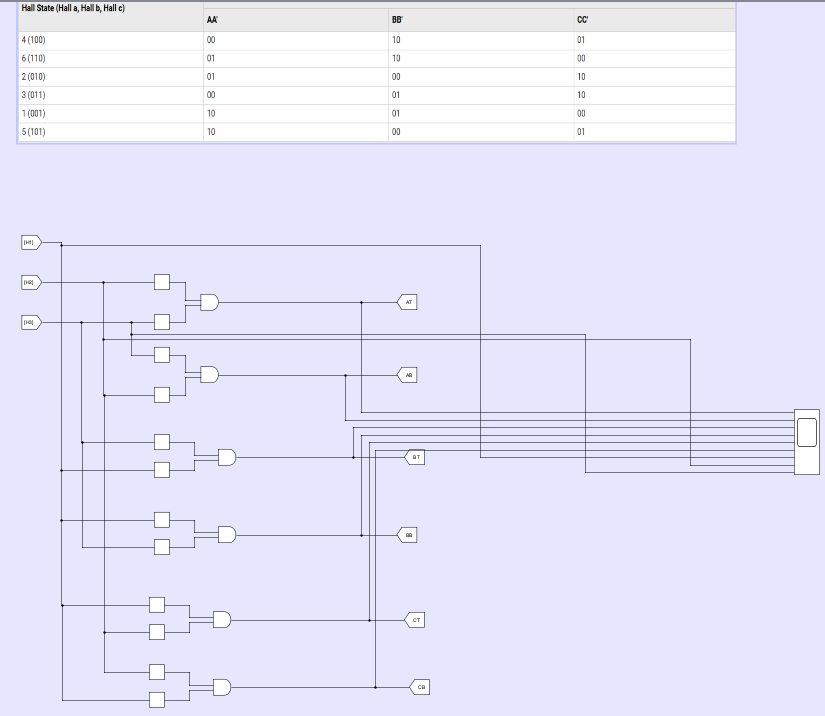 Hall State (Hall a, Hall b, Hall c)
AA' BB' CC'
4 (100) 00 10 01
6 (110) 01 10 00
2 (010) 01 00 10
3 (011) 00 01 10
1 (001) 10 01 00
5 (101) 10 00 01
[H1]
[H2]
AT
[H3]
AB
BT
BB
CT
CB